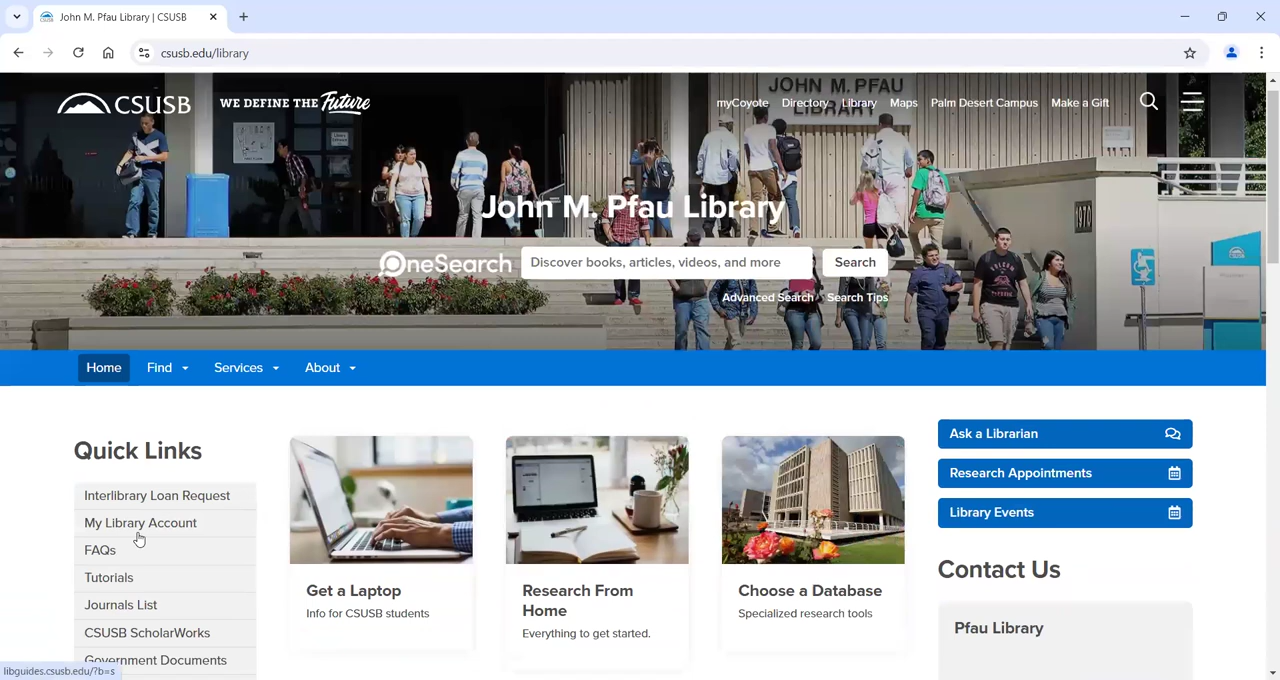 John M. Pfau Library | CSUSB
csusb.edu/library
CSUSB
WE DEFINE THE Future
JOHN M. PFAU
LIBRARY
myCoyote
Directory
Library
Maps
Palm Desert Campus
Make a Gift
1970
John M. Pfau Library
OneSearch
Discover books, articles, videos, and more
Search
Advanced Search
Search Tips
Home
Find
Services
About
Quick Links
Interlibrary Loan Request
My Library Account
FAQs
Tutorials
Journals List
CSUSB ScholarWorks
Government Documents
Get a Laptop
Info for CSUSB students
Research From
Home
Everything to get started.
Choose a Database
Specialized research tools
Ask a Librarian
Research Appointments
Library Events
Contact Us
Pfau Library
libguides.csusb.edu/?b=s